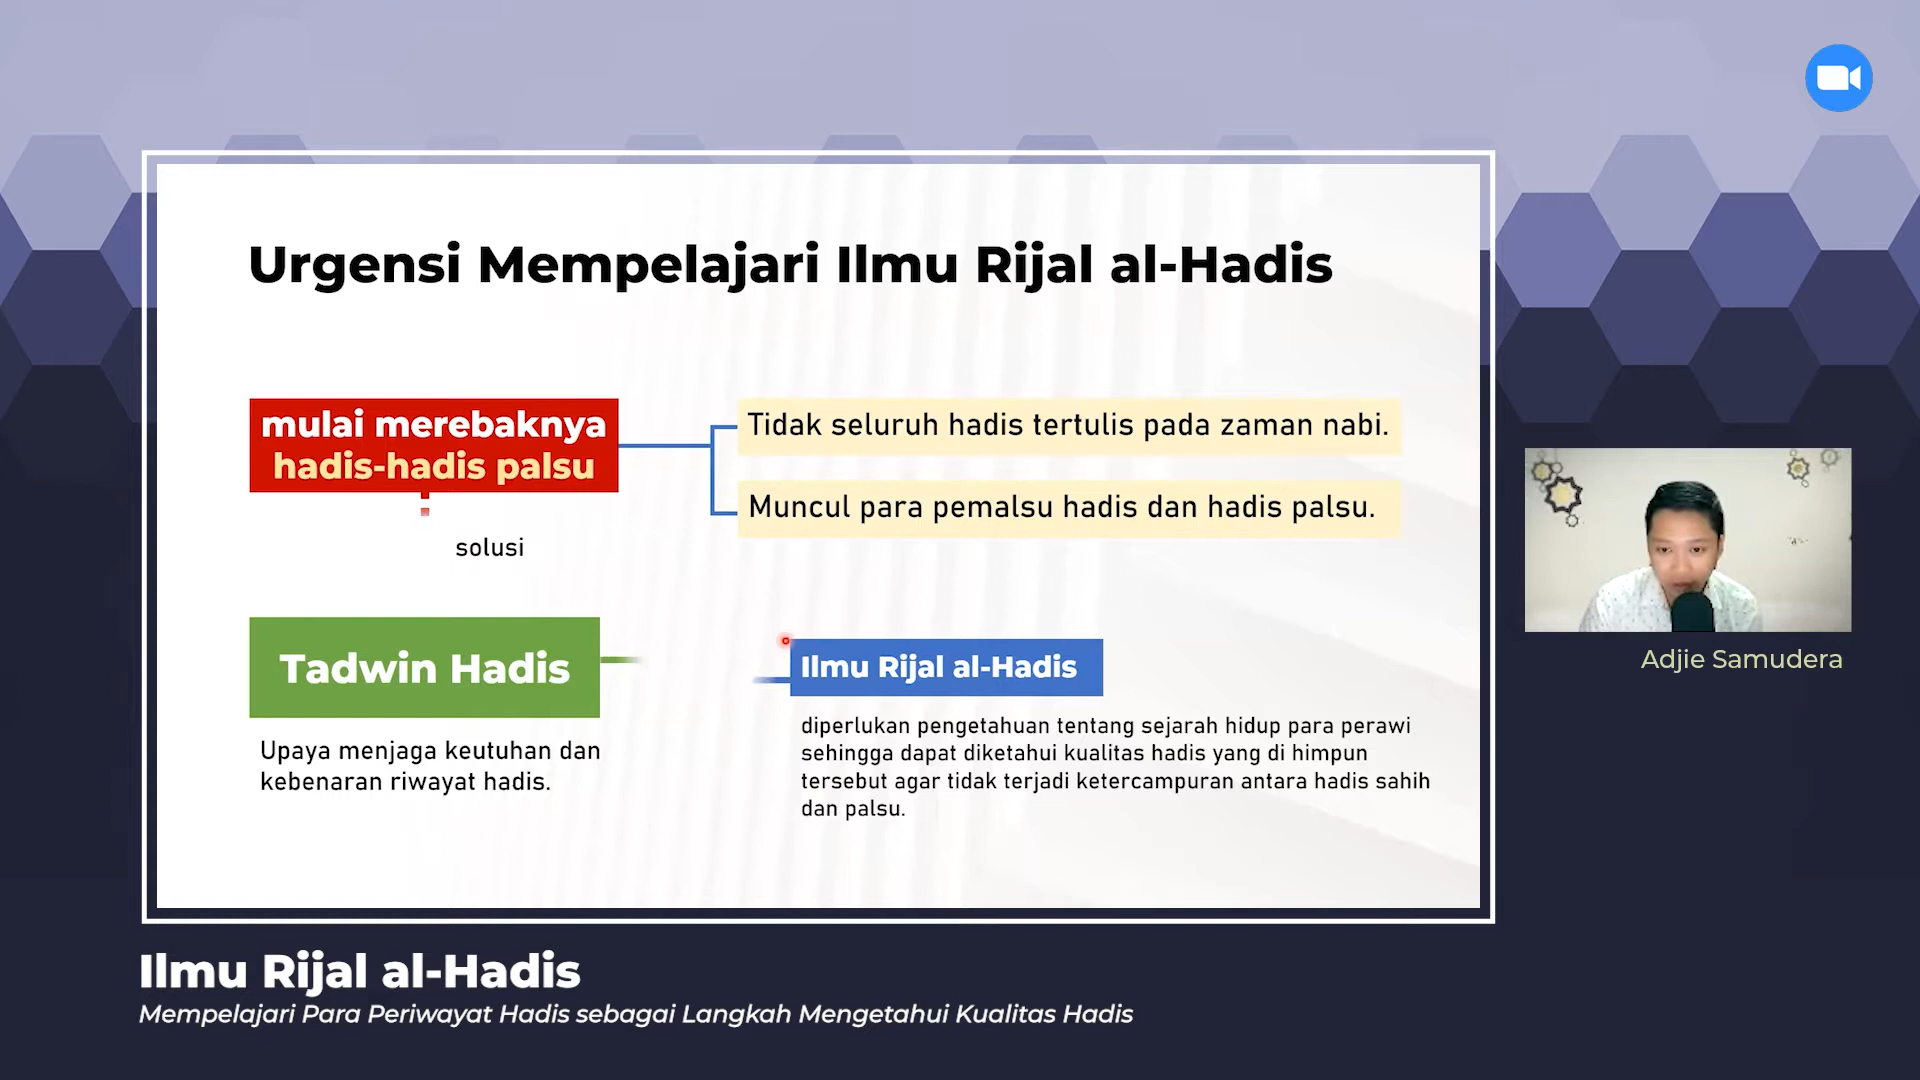 Urgensi Mempelajari Ilmu Rijal al-Hadis
mulai merebaknya
hadis-hadis palsu
Tidak seluruh hadis tertulis pada zaman nabi.
Muncul para pemalsu hadis dan hadis palsu.
solusi
Tadwin Hadis
Upaya menjaga keutuhan dan
kebenaran riwayat hadis.
Ilmu Rijal al-Hadis
diperlukan pengetahuan tentang sejarah hidup para perawi
sehingga dapat diketahui kualitas hadis yang di himpun
tersebut agar tidak terjadi ketercampuran antara hadis sahih
dan palsu.
Adjie Samudera
Ilmu Rijal al-Hadis
Mempelajari Para Periwayat Hadis sebagai Langkah Mengetahui Kualitas Hadis